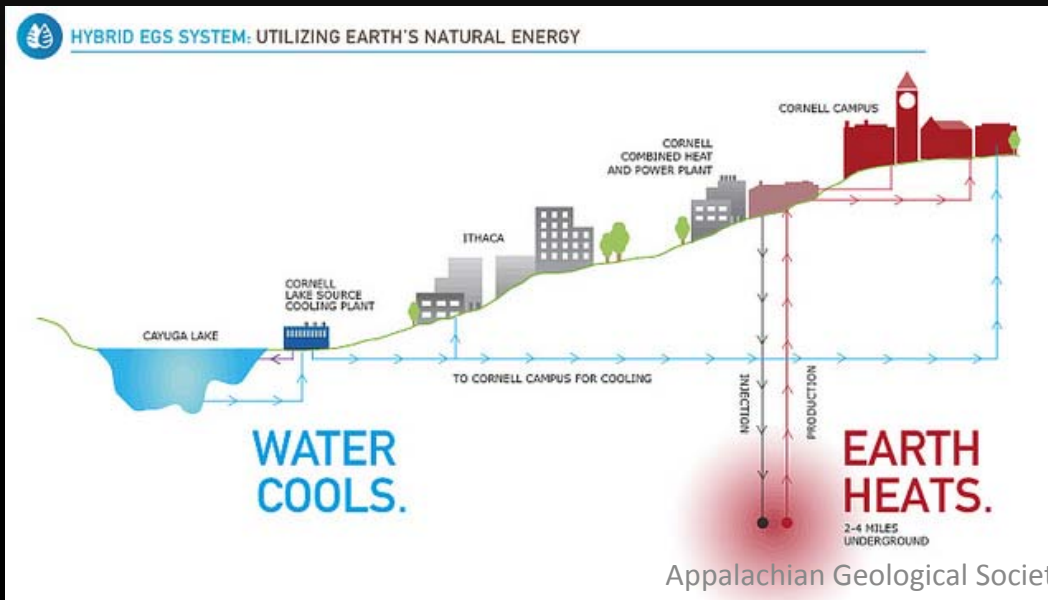 HYBRID EGS SYSTEM: UTILIZING EARTH'S NATURAL ENERGY
CORNELL CAMPUS
CORNELL
COMBINED HEAT
AND POWER PLANT
ITHACA
CORNELL
LAKE SOURCE
COOLING PLANT
CAYUGA LAKE
TO CORNELL CAMPUS FOR COOLING
INJECTION
PRODUCTION
WATER
COOLS.
EARTH
HEATS.
2-4 MILES
UNDERGROUND
Appalachian Geological Societ